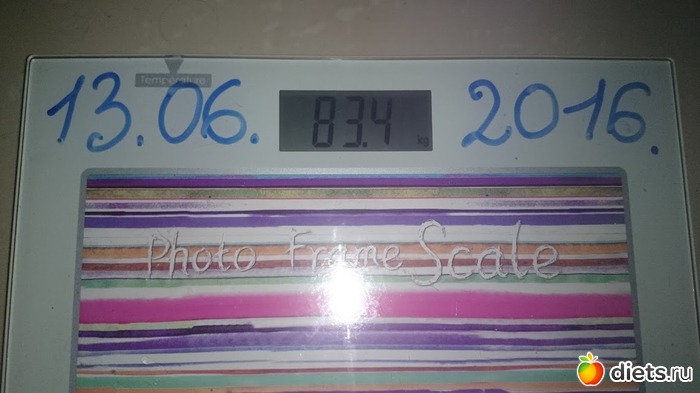 Temperature
13.06. 83.4 kg 2016.
Photo Frame Scale
diets.ru